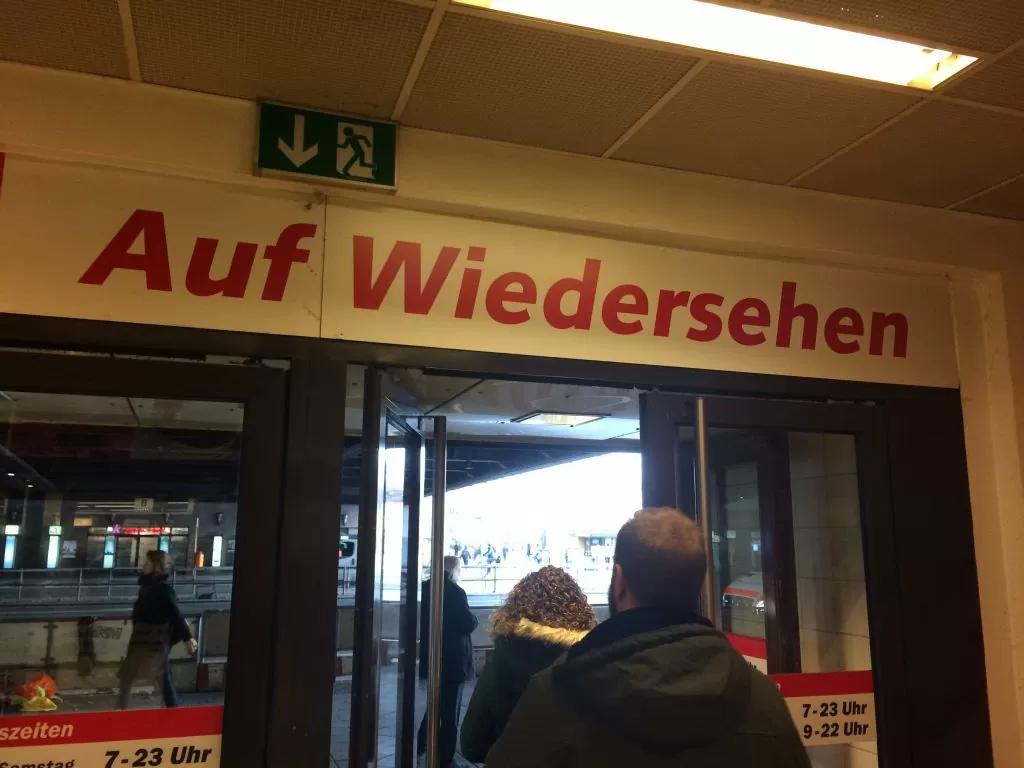 Auf Wiedersehen
szeiten
7-23 Uhr
Samstag 7-23 Uhr
9-22 Uhr